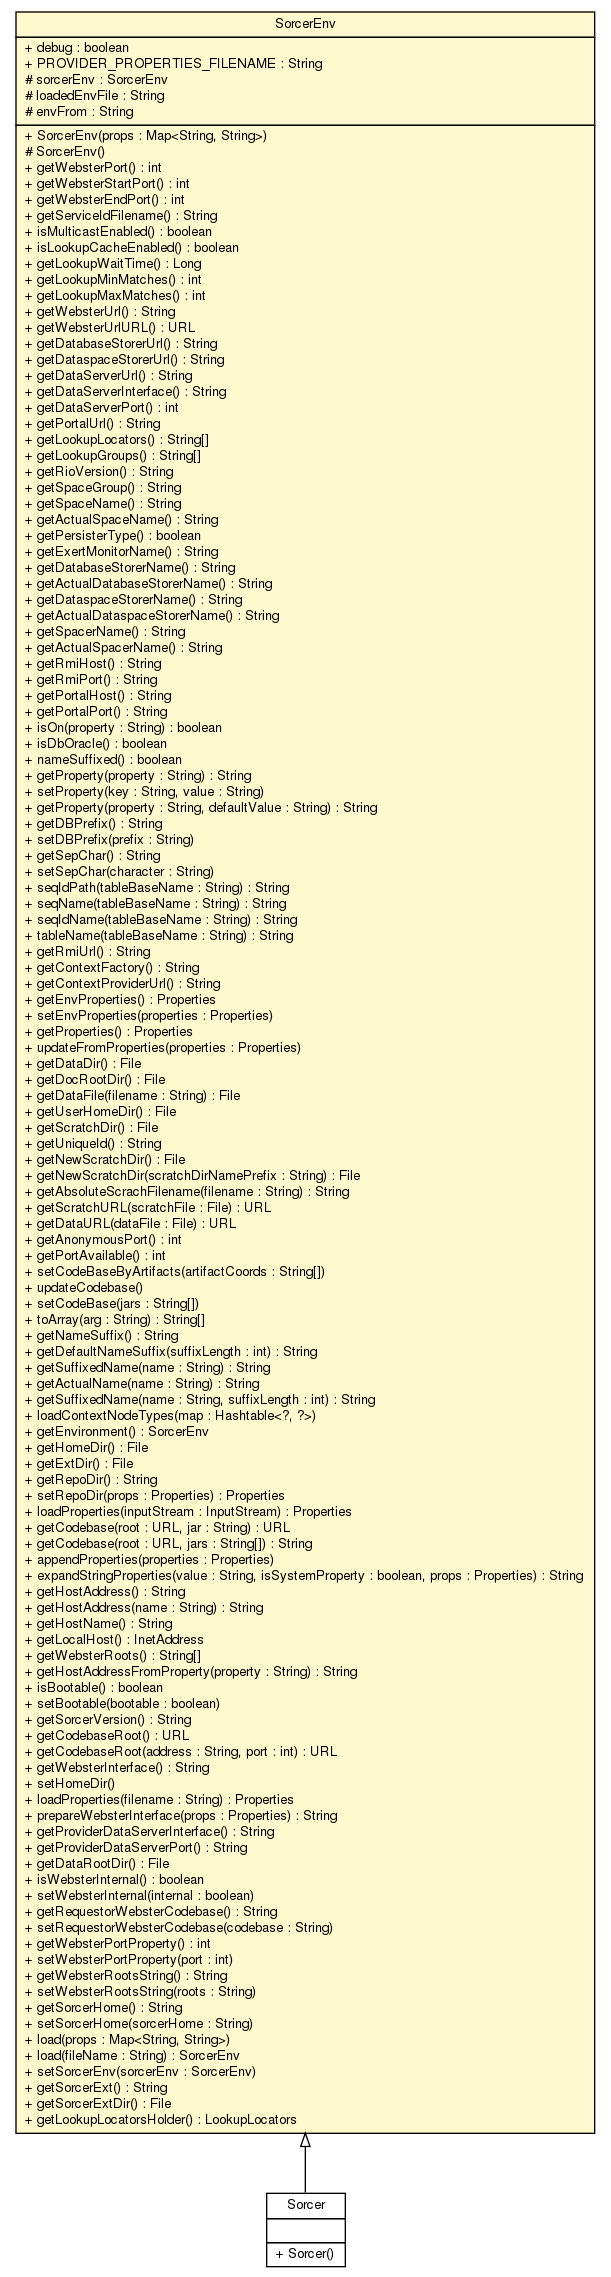 SorcerEnv
+ debug : boolean
+ PROVIDER_PROPERTIES_FILENAME : String
# sorcerEnv : SorcerEnv
# loadedEnvFile : String
# envFrom : String
+ SorcerEnv(props : Map<String, String>)
# SorcerEnv()
+ getWebsterPort() : int
+ getWebsterStartPort() : int
+ getWebsterEndPort() : int
+ getServiceIdFilename() : String
+ isMulticastEnabled() : boolean
+ isLookupCacheEnabled() : boolean
+ getLookupWaitTime() : Long
+ getLookupMinMatches() : int
+ getLookupMaxMatches() : int
+ getWebsterUrl() : String
+ getWebsterUrlURL() : URL
+ getDatabaseStorerUrl() : String
+ getDataspaceStorerUrl() : String
+ getDataServerUrl() : String
+ getDataServerInterface() : String
+ getDataServerPort() : int
+ getPortalUrl() : String
+ getLookupLocators() : String[]
+ getLookupGroups() : String[]
+ getRioVersion() : String
+ getSpaceGroup() : String
+ getSpaceName() : String
+ getActualSpaceName() : String
+ getPersisterType() : boolean
+ getExertMonitorName() : String
+ getDatabaseStorerName() : String
+ getActualDatabaseStorerName() : String
+ getDataspaceStorerName() : String
+ getActualDataspaceStorerName() : String
+ getSpacerName() : String
+ getActualSpacerName() : String
+ getRmiHost() : String
+ getRmiPort() : String
+ getPortalHost() : String
+ getPortalPort() : String
+ isOn(property : String) : boolean
+ isDbOracle() : boolean
+ nameSuffixed() : boolean
+ getProperty(property : String) : String
+ setProperty(key : String, value : String)
+ getProperty(property : String, defaultValue : String) : String
+ getDBPrefix() : String
+ setDBPrefix(prefix : String)
+ getSepChar() : String
+ setSepChar(character : String)
+ seqIdPath(tableBaseName : String) : String
+ seqName(tableBaseName : String) : String
+ seqIdName(tableBaseName : String) : String
+ tableName(tableBaseName : String) : String
+ getRmiUrl() : String
+ getContextFactory() : String
+ getContextProviderUrl() : String
+ getEnvProperties() : Properties
+ setEnvProperties(properties : Properties)
+ getProperties() : Properties
+ updateFromProperties(properties : Properties)
+ getDataDir() : File
+ getDocRootDir() : File
+ getDataFile(filename : String) : File
+ getUserHomeDir() : File
+ getScratchDir() : File
+ getUniqueId() : String
+ getNewScratchDir() : File
+ getNewScratchDir(scratchDirNamePrefix : String) : File
+ getAbsoluteScrachFilename(filename : String) : String
+ getScratchURL(scratchFile : File) : URL
+ getDataURL(dataFile : File) : URL
+ getAnonymousPort() : int
+ getPortAvailable() : int
+ setCodeBaseByArtifacts(artifactCoords : String[])
+ updateCodebase()
+ setCodeBase(jars : String[])
+ toArray(arg : String) : String[]
+ getNameSuffix() : String
+ getDefaultNameSuffix(suffixLength : int) : String
+ getSuffixedName(name : String) : String
+ getActualName(name : String) : String
+ getSuffixedName(name : String, suffixLength : int) : String
+ loadContextNodeTypes(map : Hashtable<?, ?>)
+ getEnvironment() : SorcerEnv
+ getHomeDir() : File
+ getExtDir() : File
+ getRepoDir() : String
+ setRepoDir(props : Properties) : Properties
+ loadProperties(inputStream : InputStream) : Properties
+ getCodebase(root : URL, jar : String) : URL
+ getCodebase(root : URL, jars : String[]) : String
+ appendProperties(properties : Properties)
+ expandStringProperties(value : String, isSystemProperty : boolean, props : Properties) : String
+ getHostAddress() : String
+ getHostAddress(name : String) : String
+ getHostName() : String
+ getLocalHost() : InetAddress
+ getWebsterRoots() : String[]
+ getHostAddressFromProperty(property : String) : String
+ isBootable() : boolean
+ setBootable(bootable : boolean)
+ getSorcerVersion() : String
+ getCodebaseRoot() : URL
+ getCodebaseRoot(address : String, port : int) : URL
+ getWebsterInterface() : String
+ setHomeDir()
+ loadProperties(filename : String) : Properties
+ prepareWebsterInterface(props : Properties) : String
+ getProviderDataServerInterface() : String
+ getProviderDataServerPort() : String
+ getDataRootDir() : File
+ isWebsterInternal() : boolean
+ setWebsterInternal(internal : boolean)
+ getRequestorWebsterCodebase() : String
+ setRequestorWebsterCodebase(codebase : String)
+ getWebsterPortProperty() : int
+ setWebsterPortProperty(port : int)
+ getWebsterRootsString() : String
+ setWebsterRootsString(roots : String)
+ getSorcerHome() : String
+ setSorcerHome(sorcerHome : String)
+ load(props : Map<String, String>)
+ load(fileName : String) : SorcerEnv
+ setSorcerEnv(sorcerEnv : SorcerEnv)
+ getSorcerExt() : String
+ getSorcerExtDir() : File
+ getLookupLocatorsHolder() : LookupLocators
Sorcer
+ Sorcer()